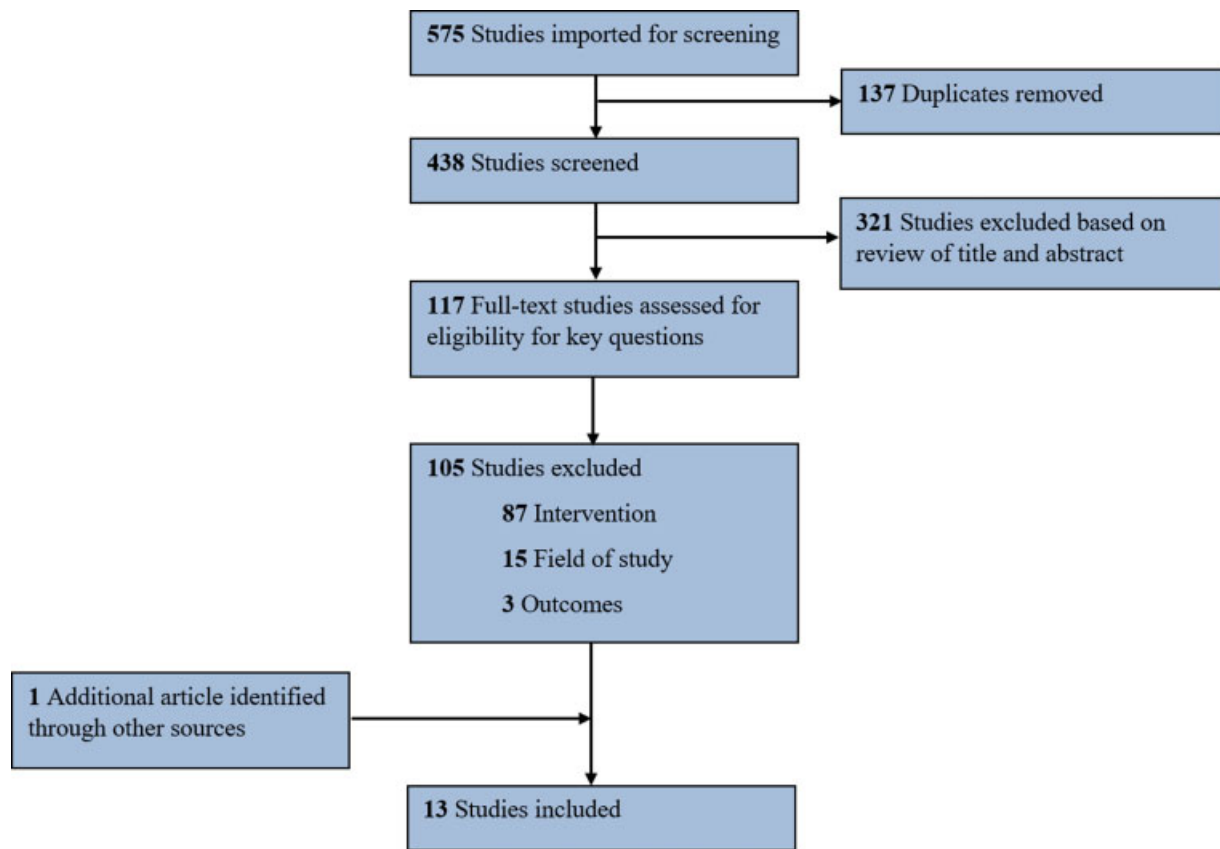 575 Studies imported for screening
137 Duplicates removed
438 Studies screened
321 Studies excluded based on
review of title and abstract
117 Full-text studies assessed for
eligibility for key questions
105 Studies excluded
87 Intervention
15 Field of study
3 Outcomes
1 Additional article identified
through other sources
13 Studies included